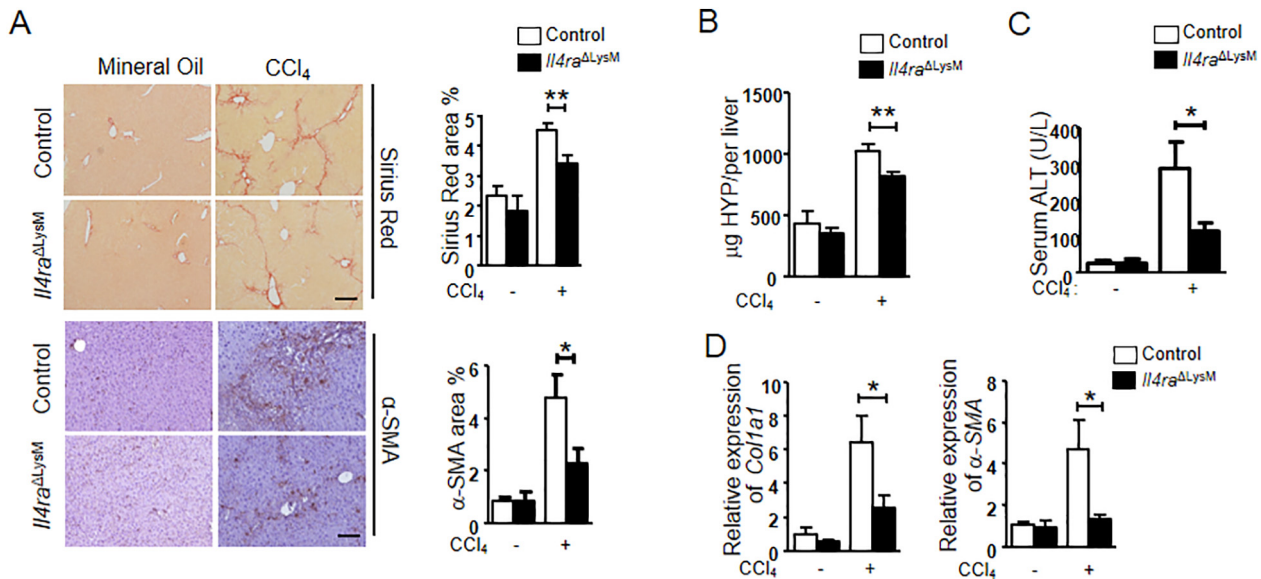 A
Mineral Oil CCl₄
Control
Il4raΔLysM
Sirius Red
Control
Il4raΔLysM
α-SMA
Control
Il4raΔLysM
Sirius Red area %
5
4
3
2
1
0
**
CCl₄ - +
α-SMA area %
6
4
2
0
*
CCl₄ - +
B
Control
Il4raΔLysM
µg HYP/per liver
1500
1000
500
0
**
CCl₄ - +
C
Control
Il4raΔLysM
Serum ALT (U/L)
400
300
200
100
0
*
CCl₄ : - +
D
Control
Il4raΔLysM
Relative expression
of Col1a1
10
8
6
4
2
0
*
CCl₄ - +
Relative expression
of α-SMA
8
6
4
2
0
*
CCl₄ - +